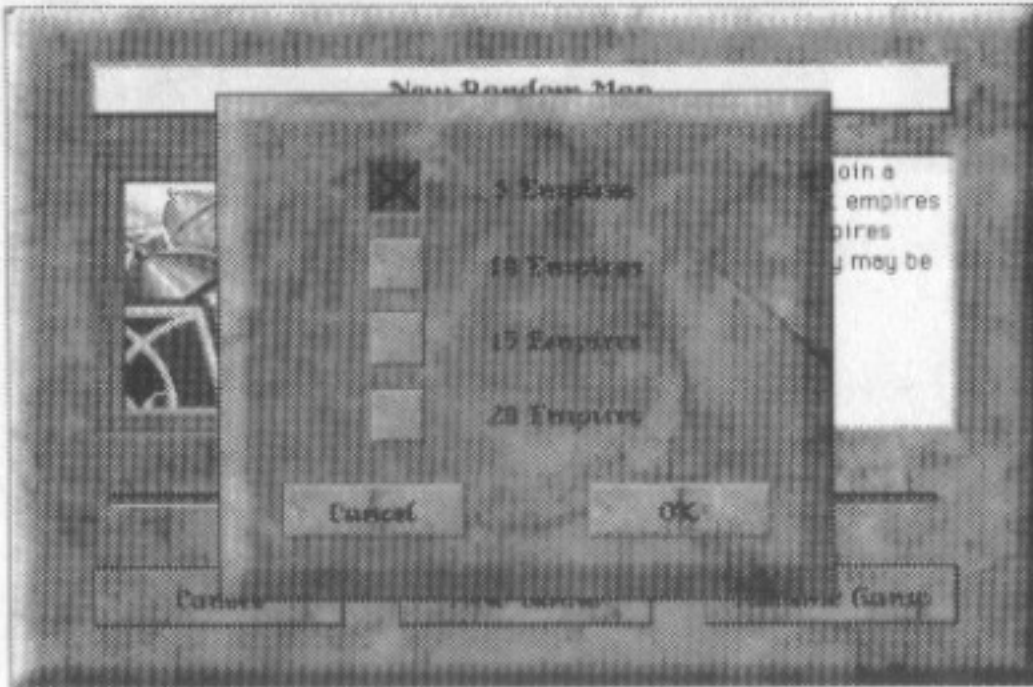 New Random Map
oin a
empires
pires
y may be
5 Empires
10 Empires
15 Empires
20 Empires
Cancel
OK
Cancel
Game